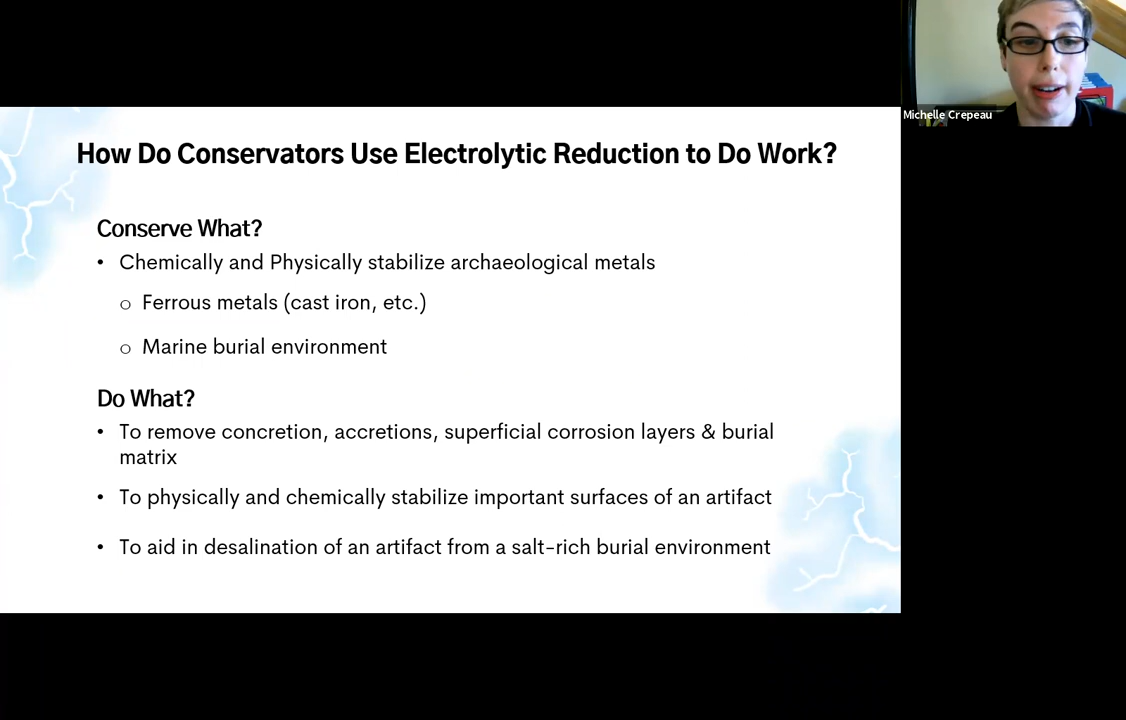 Michelle Crepeau
How Do Conservators Use Electrolytic Reduction to Do Work?
Conserve What?
• Chemically and Physically stabilize archaeological metals
o Ferrous metals (cast iron, etc.)
o Marine burial environment
Do What?
• To remove concretion, accretions, superficial corrosion layers & burial
matrix
• To physically and chemically stabilize important surfaces of an artifact
• To aid in desalination of an artifact from a salt-rich burial environment